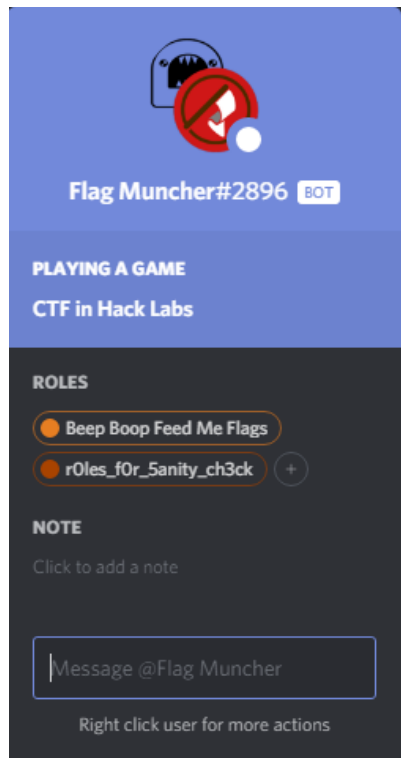 Flag Muncher#2896 BOT
PLAYING A GAME
CTF in Hack Labs
ROLES
Beep Boop Feed Me Flags
r0les_f0r_5anity_ch3ck +
NOTE
Click to add a note
Message @Flag Muncher
Right click user for more actions